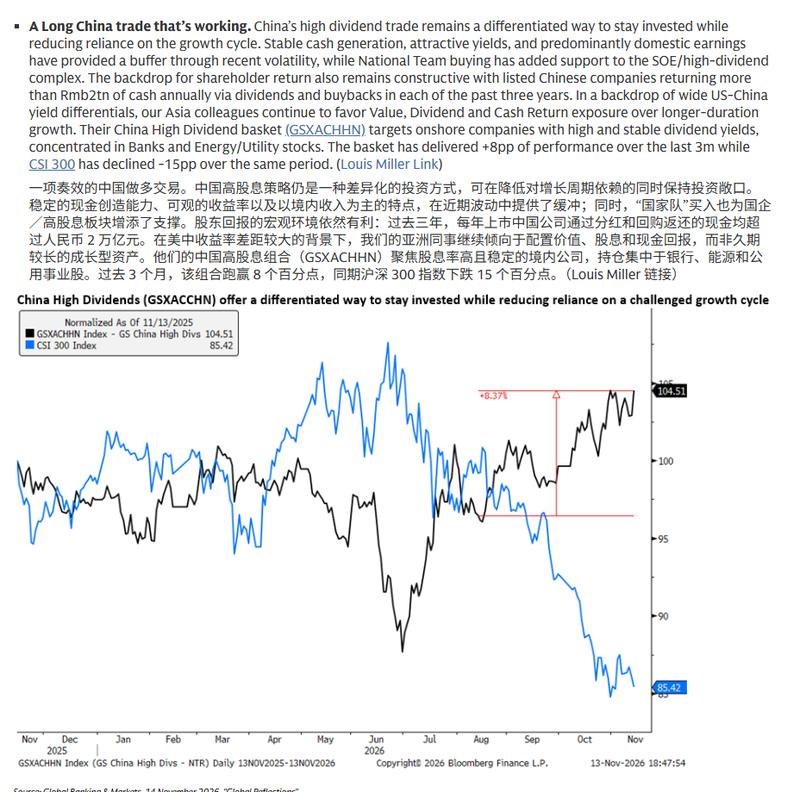 ▪ A Long China trade that's working. China's high dividend trade remains a differentiated way to stay invested while
reducing reliance on the growth cycle. Stable cash generation, attractive yields, and predominantly domestic earnings
have provided a buffer through recent volatility, while National Team buying has added support to the SOE/high-dividend
complex. The backdrop for shareholder return also remains constructive with listed Chinese companies returning more
than Rmb2tn of cash annually via dividends and buybacks in each of the past three years. In a backdrop of wide US-China
yield differentials, our Asia colleagues continue to favor Value, Dividend and Cash Return exposure over longer-duration
growth. Their China High Dividend basket (GSXACHHN) targets onshore companies with high and stable dividend yields,
concentrated in Banks and Energy/Utility stocks. The basket has delivered +8pp of performance over the last 3m while
CSI 300 has declined ~15pp over the same period. (Louis Miller Link)
一项奏效的中国做多交易。中国高股息策略仍是一种差异化的投资方式，可在降低对增长周期依赖的同时保持投资敞口。
稳定的现金创造能力、可观的收益率以及以境内收入为主的特点，在近期波动中提供了缓冲；同时，“国家队”买入也为国企
／高股息板块增添了支撑。股东回报的宏观环境依然有利：过去三年，每年上市中国公司通过分红和回购返还的现金均超
过人民币 2 万亿元。在美中收益率差距较大的背景下，我们的亚洲同事继续倾向于配置价值、股息和现金回报，而非久期
较长的成长型资产。他们的中国高股息组合（GSXACHHN）聚焦股息率高且稳定的境内公司，持仓集中于银行、能源和公
用事业股。过去 3 个月，该组合跑赢 8 个百分点，同期沪深 300 指数下跌 15 个百分点。（Louis Miller 链接）
China High Dividends (GSXACCHN) offer a differentiated way to stay invested while reducing reliance on a challenged growth cycle
Normalized As Of 11/13/2025
GSXACHHN Index - GS China High Divs 104.51
CSI 300 Index 85.42
+8.37%
105
104.51
100
95
90
85.42
85
Nov Dec Jan Feb Mar Apr May Jun Jul Aug Sep Oct Nov
2025 2026
GSXACHHN Index (GS China High Divs - NTR) Daily 13NOV2025-13NOV2026 Copyright© 2026 Bloomberg Finance L.P. 13-Nov-2026 18:47:54
Source: Global Banking & Markets, 14 November 2026, "Global Reflections"